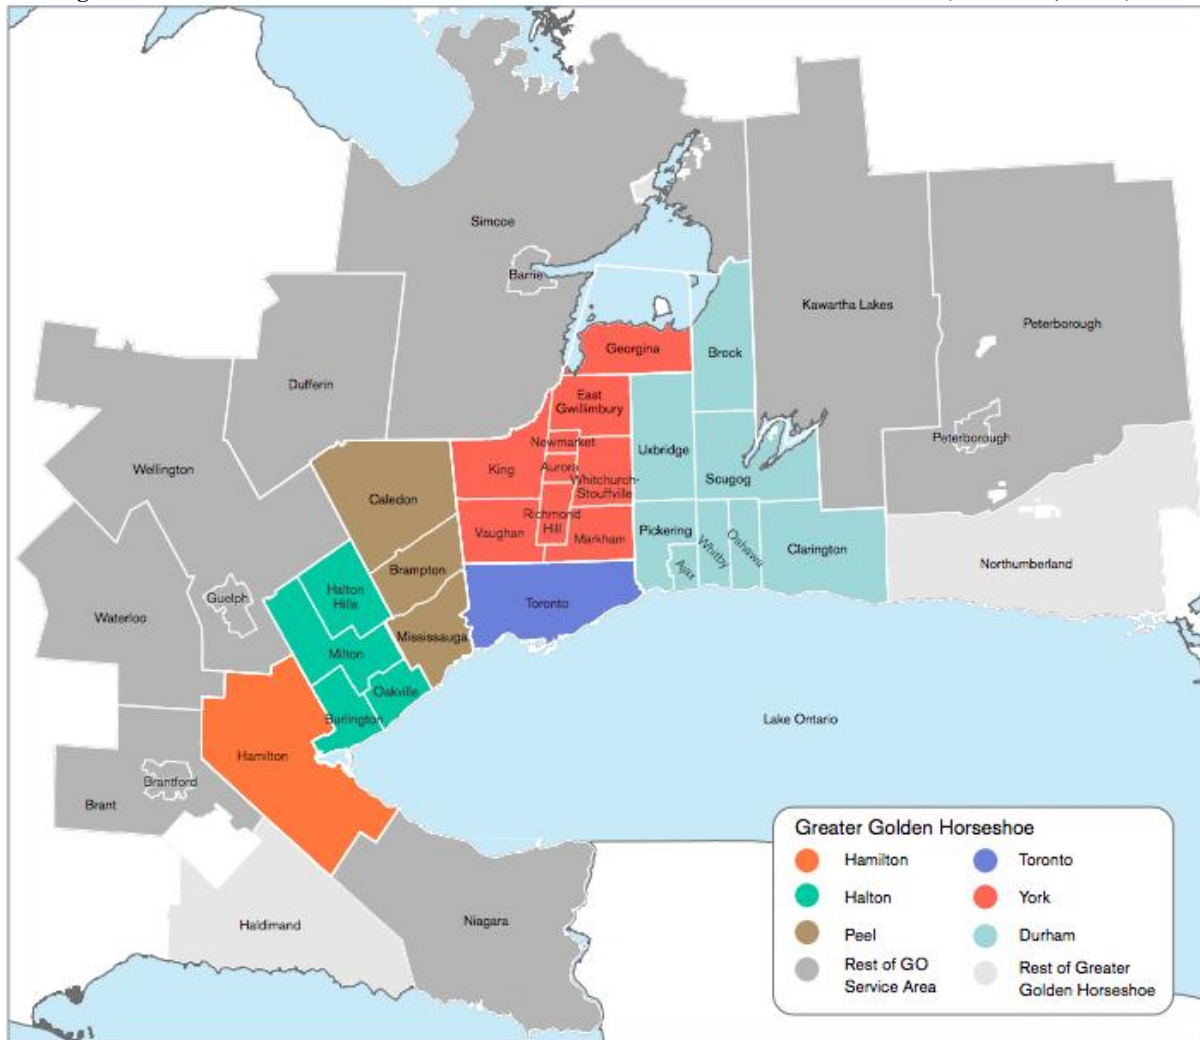 Simcoe
Barrie
Kawartha Lakes
Peterborough
Georgina
Brock
Dufferin
East
Gwillimbury
Newmarket
Peterborough
Uxbridge
Wellington
King
Aurora
Whitchurch-
Stouffville
Scugog
Caledon
Richmond
Hill
Vaughan
Markham
Pickering
Whitby
Oshawa
Clarington
Ajax
Northumberland
Brampton
Halton
Hills
Guelph
Toronto
Waterloo
Mississauga
Milton
Oakville
Burlington
Lake Ontario
Hamilton
Brantford
Brant
Haldimand
Niagara
Greater Golden Horseshoe
Hamilton
Toronto
Halton
York
Peel
Durham
Rest of GO
Service Area
Rest of Greater
Golden Horseshoe